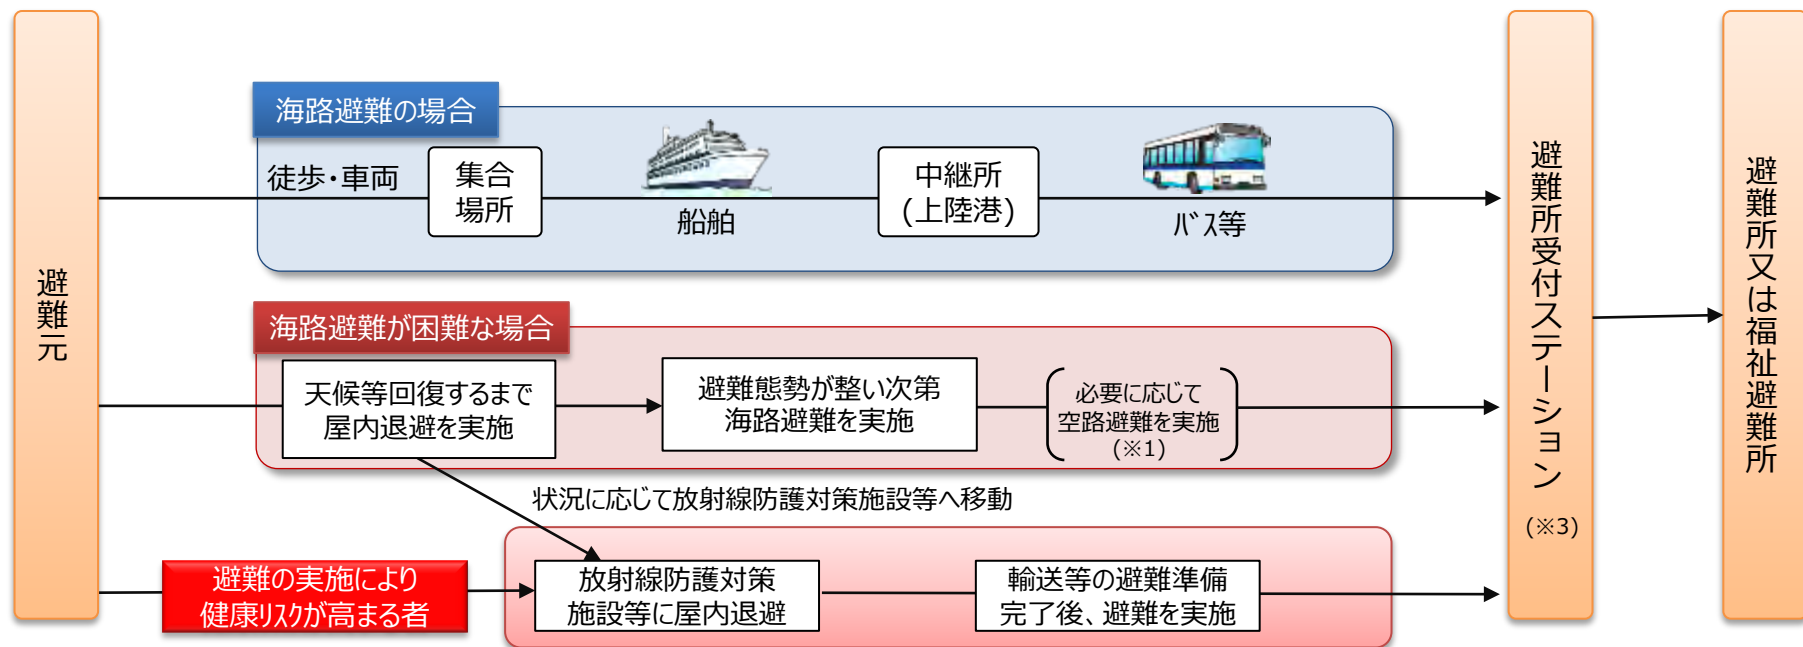 避難元
海路避難の場合
徒歩・車両
集合
場所
船舶
中継所
(上陸港)
バス等
海路避難が困難な場合
天候等回復するまで
屋内退避を実施
避難態勢が整い次第
海路避難を実施
必要に応じて
空路避難を実施
(※1)
状況に応じて放射線防護対策施設等へ移動
避難の実施により
健康リスクが高まる者
放射線防護対策
施設等に屋内退避
輸送等の避難準備
完了後、避難を実施
避難所受付ステーション
(※3)
避難所又は福祉避難所